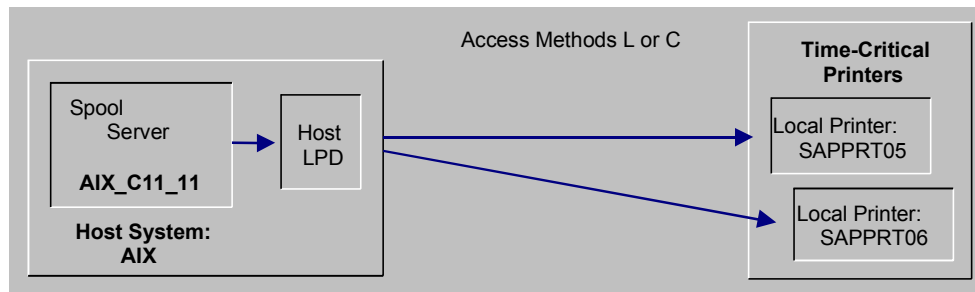 Access Methods L or C
Spool
Server
AIX_C11_11
Host
LPD
Host System:
AIX
Time-Critical
Printers
Local Printer:
SAPPRT05
Local Printer:
SAPPRT06